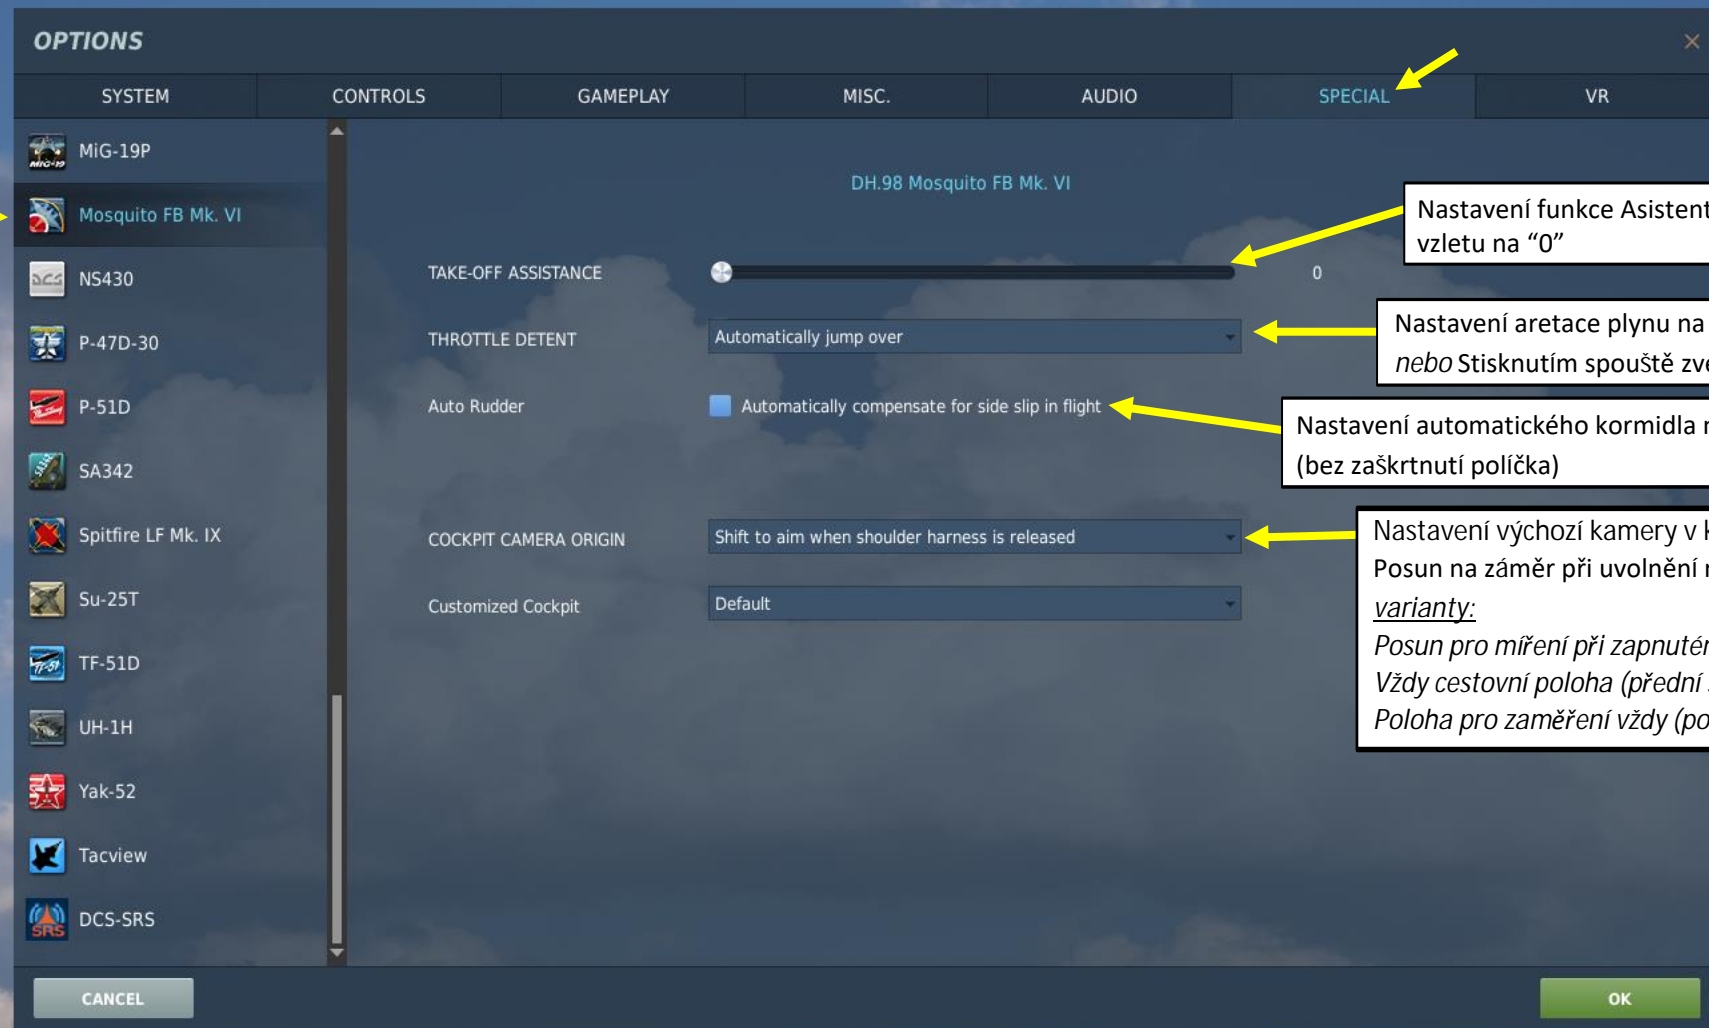 OPTIONS
SYSTEM
CONTROLS
GAMEPLAY
MISC.
AUDIO
SPECIAL
VR
MiG-19P
Mosquito FB Mk. VI
NS430
P-47D-30
P-51D
SA342
Spitfire LF Mk. IX
Su-25T
TF-51D
UH-1H
Yak-52
Tacview
DCS-SRS
DH.98 Mosquito FB Mk. VI
TAKE-OFF ASSISTANCE
0
Nastavení funkce Asistent
vzletu na “0”
THROTTLE DETENT
Automatically jump over
Nastavení aretace plynu na
nebo Stisknutím spouště
Auto Rudder
Automatically compensate for side slip in flight
Nastavení automatického kormidla
(bez zaškrtnutí políčka)
COCKPIT CAMERA ORIGIN
Shift to aim when shoulder harness is released
Nastavení výchozí kamery v
Posun na záměr při uvolnění
varianty:
Posun pro míření při
Vždy cestovní poloha (přední
Poloha pro zaměření vždy
Customized Cockpit
Default
CANCEL
OK